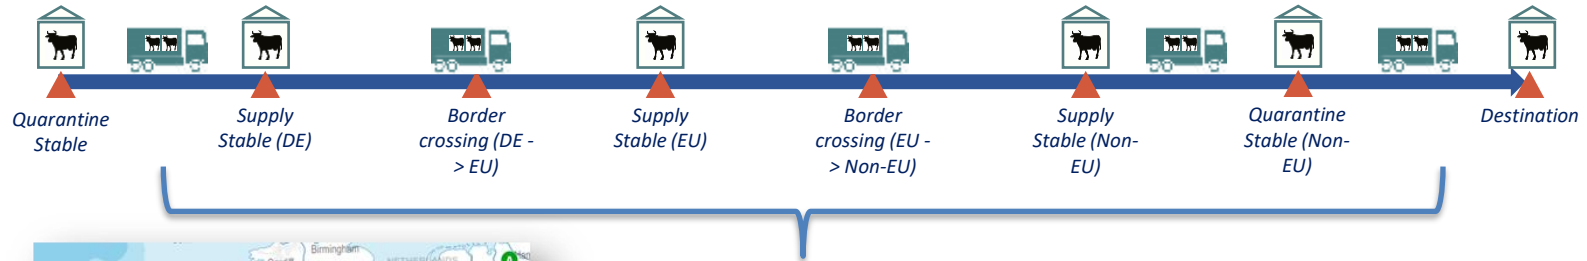 Quarantine
Stable
Supply
Stable (DE)
Border
crossing (DE -
> EU)
Supply
Stable (EU)
Border
crossing (EU -
> Non-EU)
Supply
Stable (Non-
EU)
Quarantine
Stable (Non-
EU)
Destination
Birmingham
NETHERLANDS
A